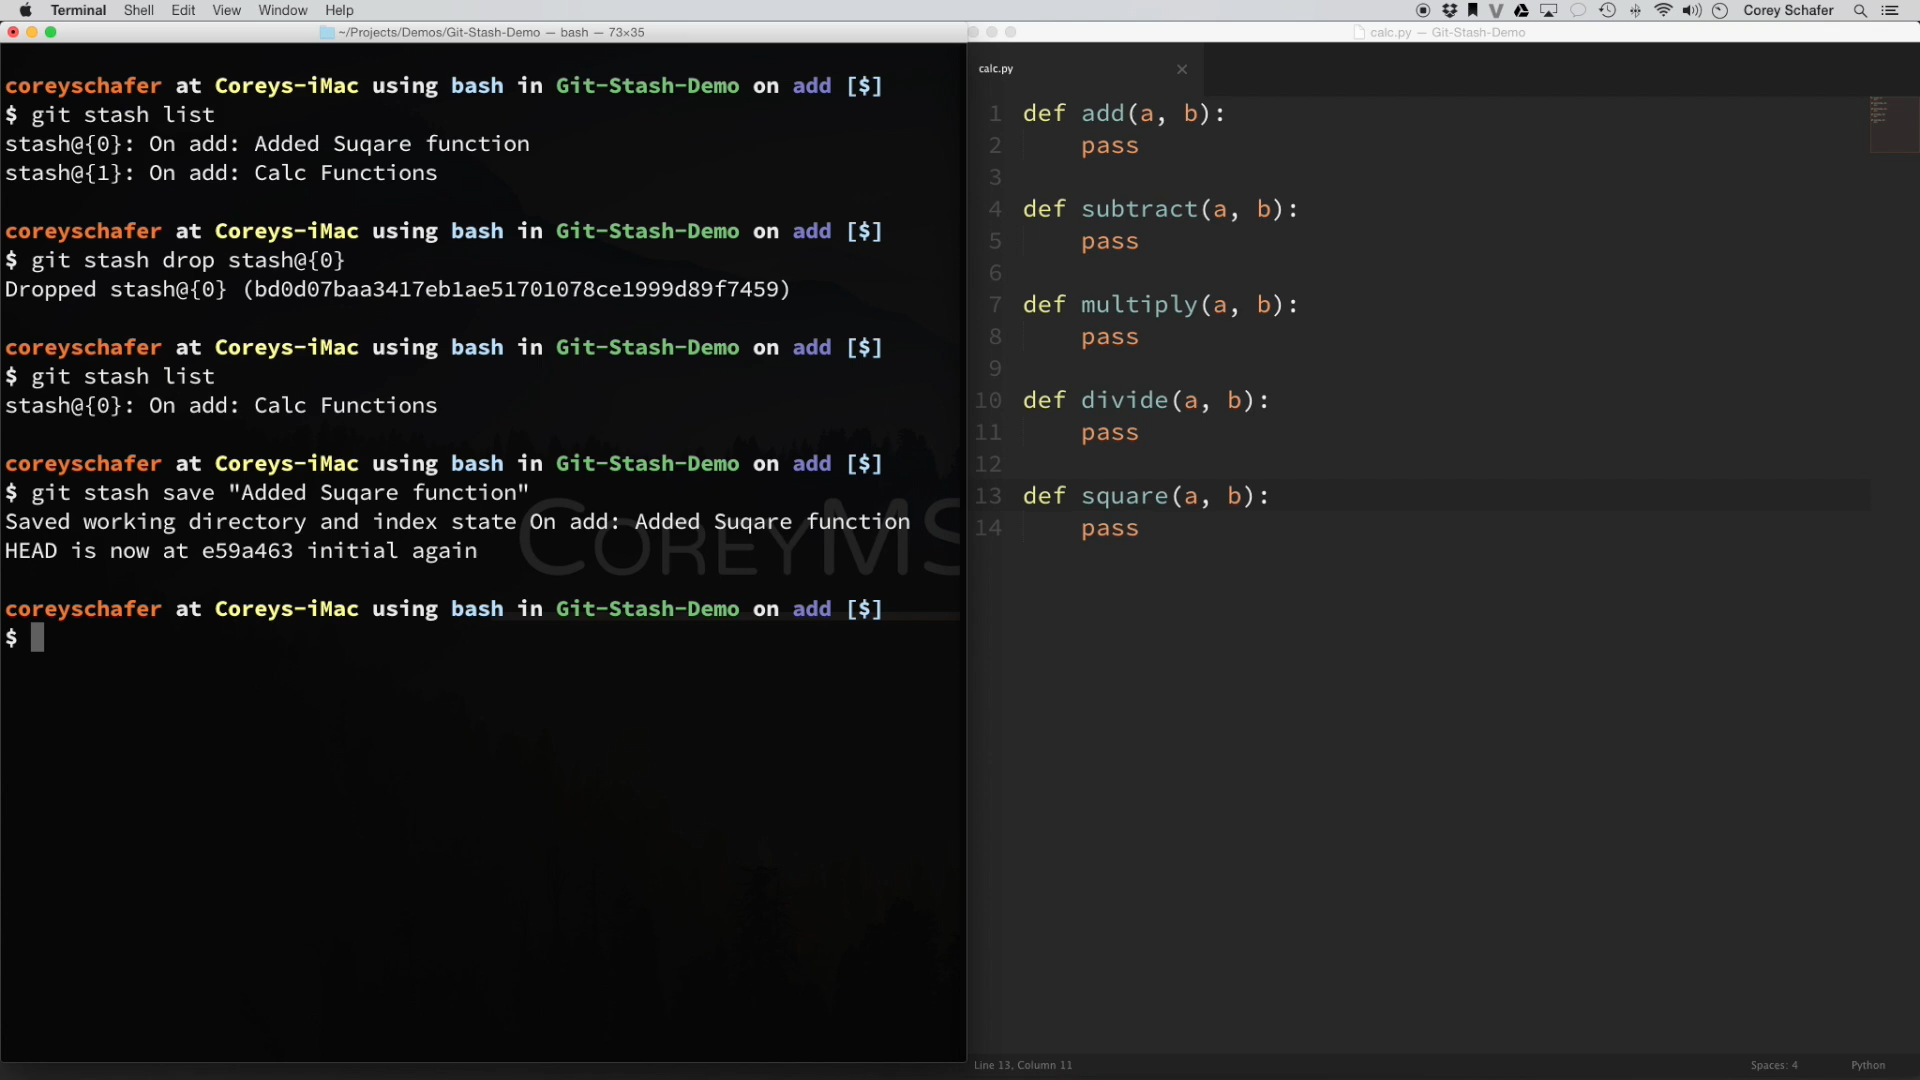 Terminal Shell Edit View Window Help Corey Schafer
~/Projects/Demos/Git-Stash-Demo — bash — 73×35
coreyschafer at Coreys-iMac using bash in Git-Stash-Demo on add [$]
$ git stash list
stash@{0}: On add: Added Suqare function
stash@{1}: On add: Calc Functions
coreyschafer at Coreys-iMac using bash in Git-Stash-Demo on add [$]
$ git stash drop stash@{0}
Dropped stash@{0} (bd0d07baa3417eb1ae51701078ce1999d89f7459)
coreyschafer at Coreys-iMac using bash in Git-Stash-Demo on add [$]
$ git stash list
stash@{0}: On add: Calc Functions
coreyschafer at Coreys-iMac using bash in Git-Stash-Demo on add [$]
$ git stash save "Added Suqare function"
Saved working directory and index state On add: Added Suqare function
HEAD is now at e59a463 initial again
COREYMS
coreyschafer at Coreys-iMac using bash in Git-Stash-Demo on add [$]
$
calc.py — Git-Stash-Demo
calc.py
1 def add(a, b):
2 pass
3
4 def subtract(a, b):
5 pass
6
7 def multiply(a, b):
8 pass
9
10 def divide(a, b):
11 pass
12
13 def square(a, b):
14 pass
Line 13, Column 11 Spaces: 4 Python